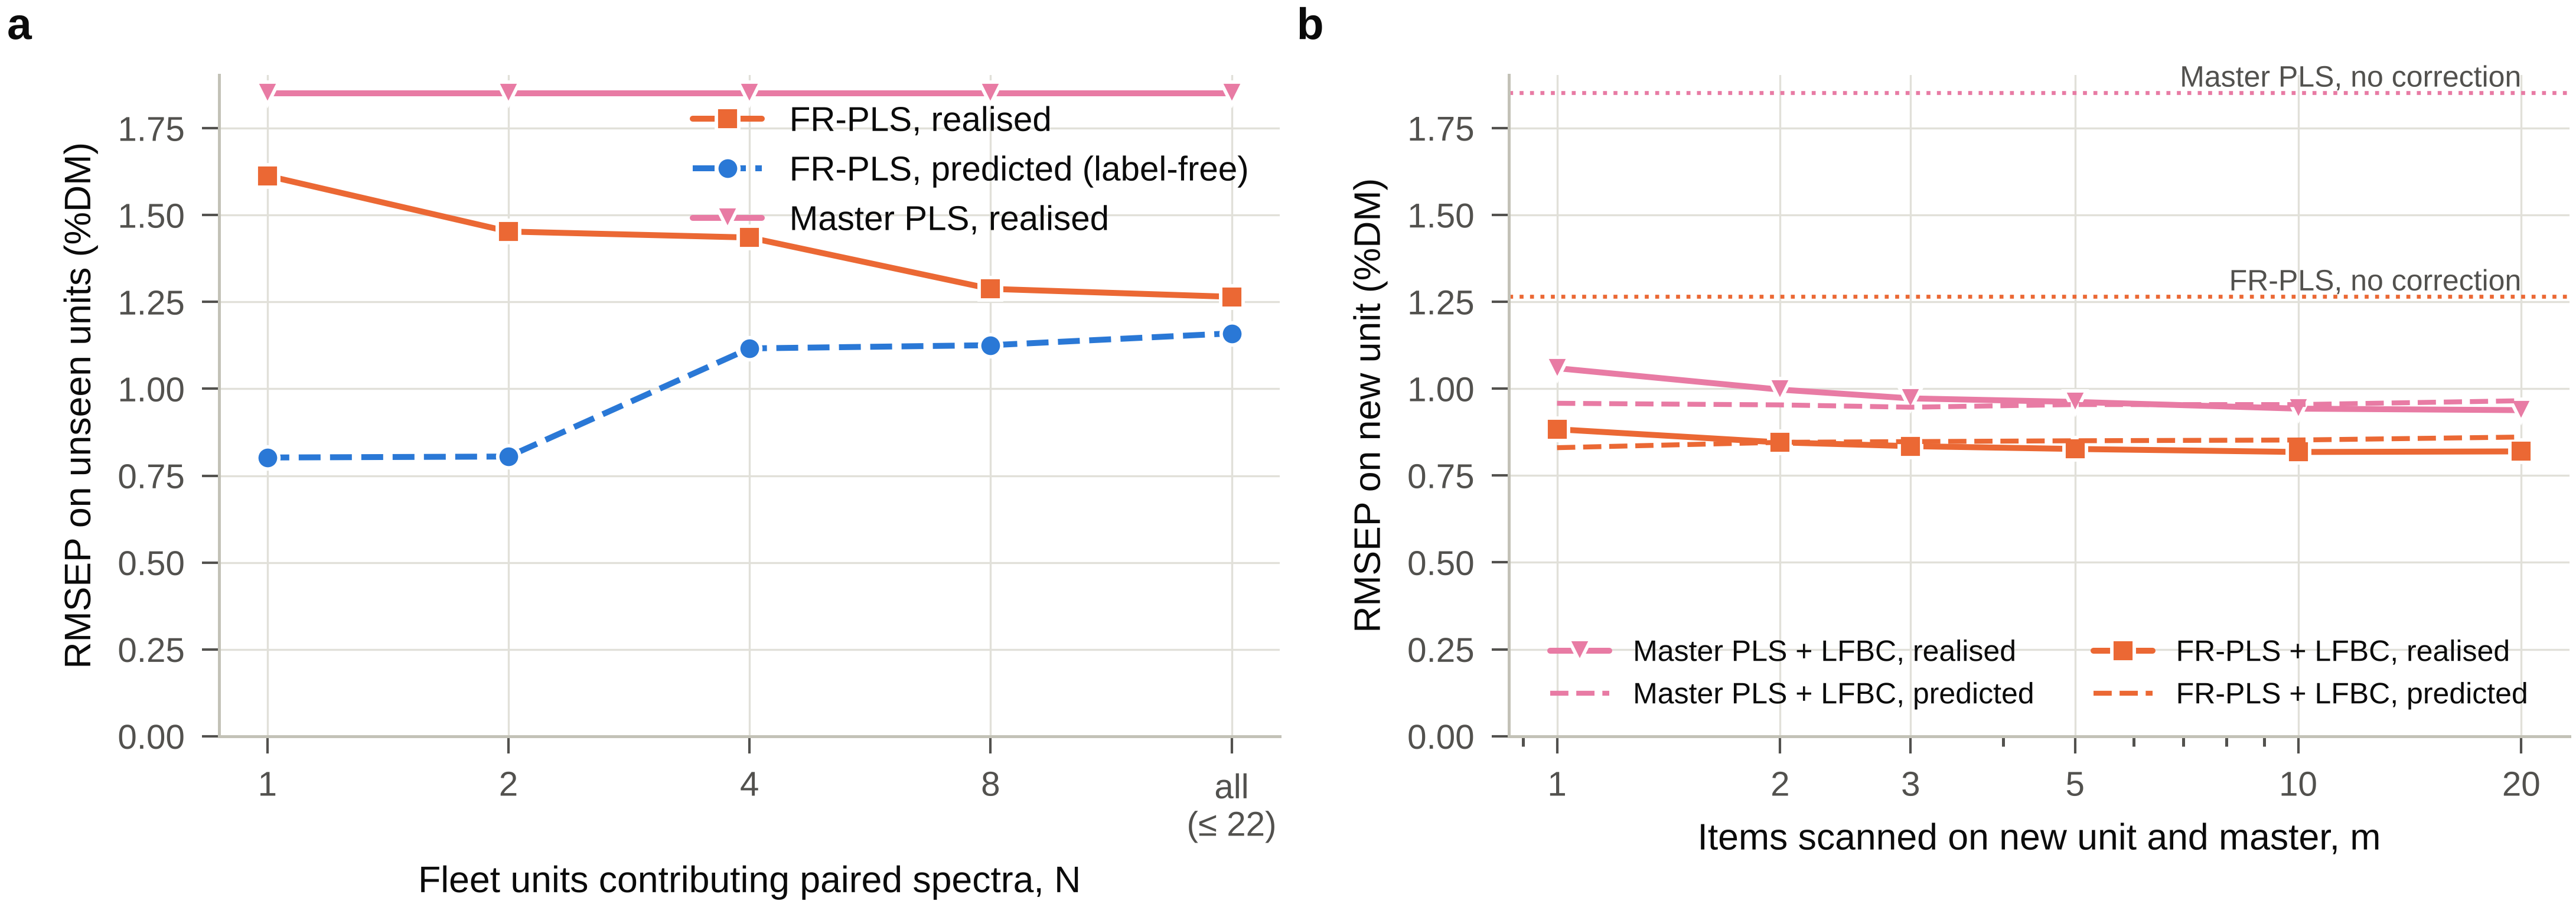 a
RMSEP on unseen units (%DM)
1.75
1.50
1.25
1.00
0.75
0.50
0.25
0.00
FR-PLS, realised
FR-PLS, predicted (label-free)
Master PLS, realised
1 2 4 8 all
(≤ 22)
Fleet units contributing paired spectra, N
b
RMSEP on new unit (%DM)
1.75
1.50
1.25
1.00
0.75
0.50
0.25
0.00
Master PLS, no correction
FR-PLS, no correction
Master PLS + LFBC, realised
Master PLS + LFBC, predicted
FR-PLS + LFBC, realised
FR-PLS + LFBC, predicted
1 2 3 5 10 20
Items scanned on new unit and master, m